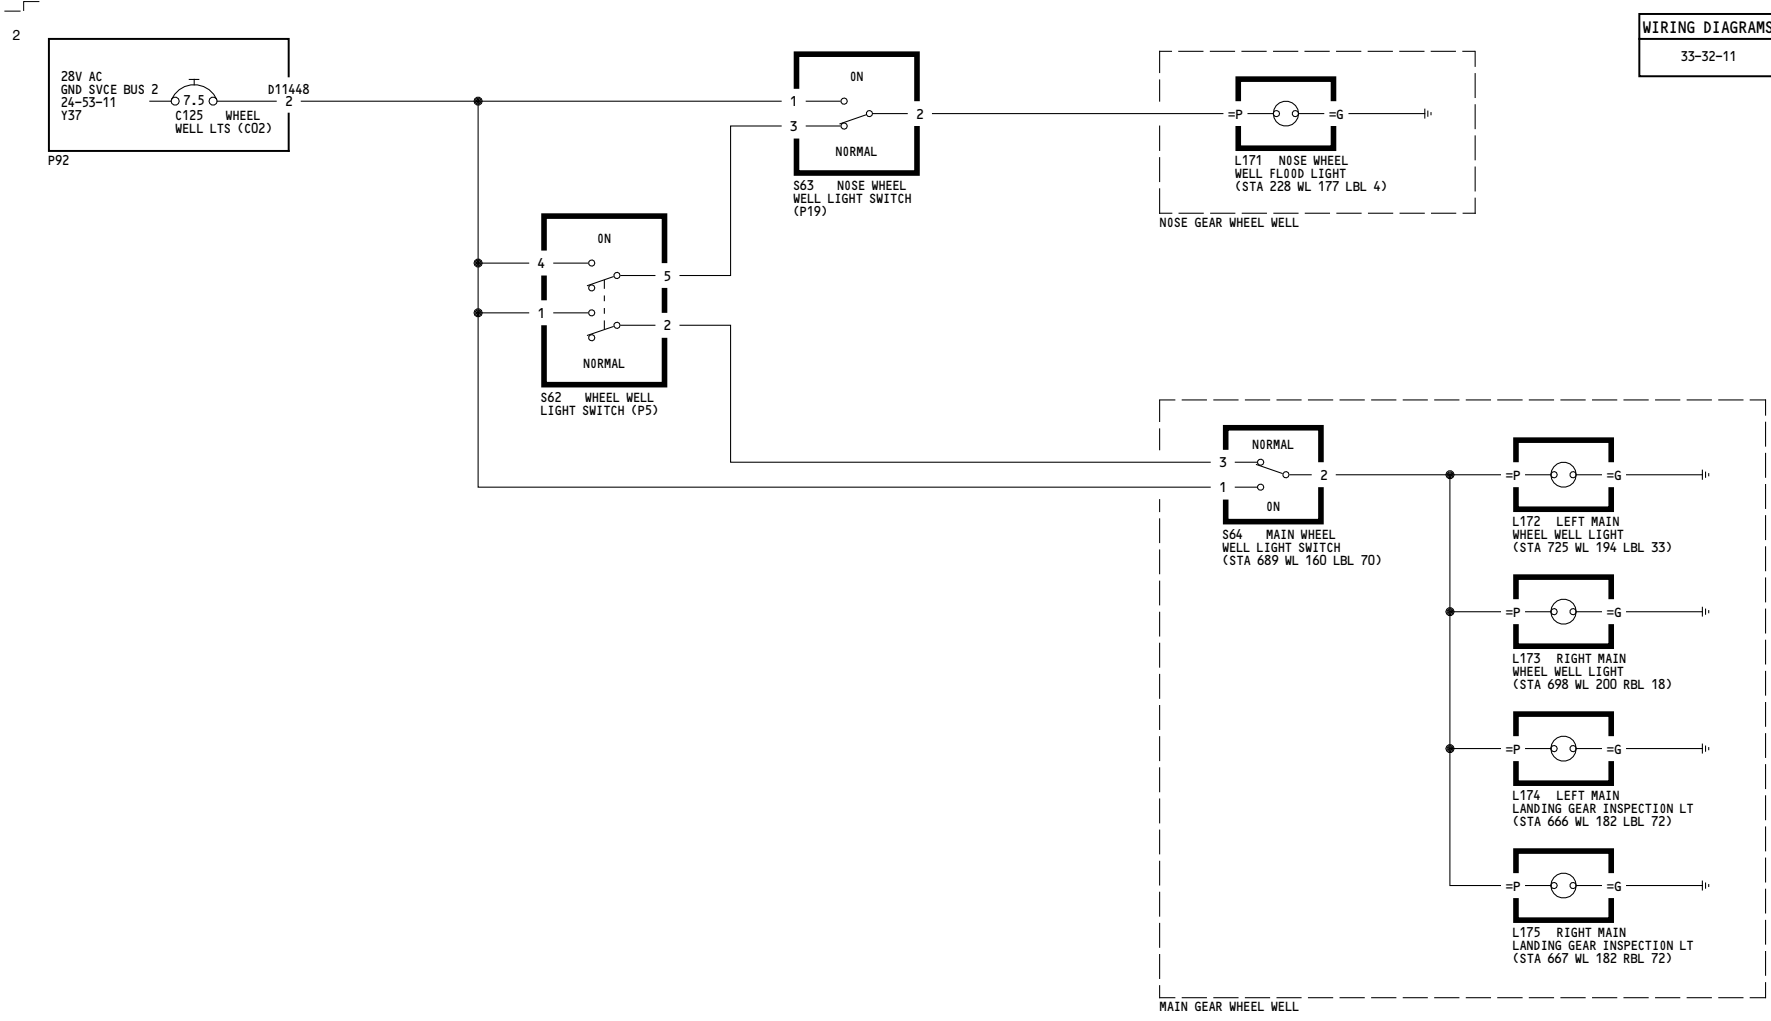 2
WIRING DIAGRAMS
33-32-11
28V AC
GND SVCE BUS 2
24-53-11
Y37
7.5
C125 WHEEL
WELL LTS (C02)
D11448
2
P92
ON
1
3
2
NORMAL
S63 NOSE WHEEL
WELL LIGHT SWITCH
(P19)
=P
=G
L171 NOSE WHEEL
WELL FLOOD LIGHT
(STA 228 WL 177 LBL 4)
NOSE GEAR WHEEL WELL
ON
4
5
1
2
NORMAL
S62 WHEEL WELL
LIGHT SWITCH (P5)
NORMAL
3
2
1
ON
S64 MAIN WHEEL
WELL LIGHT SWITCH
(STA 689 WL 160 LBL 70)
=P
=G
L172 LEFT MAIN
WHEEL WELL LIGHT
(STA 725 WL 194 LBL 33)
=P
=G
L173 RIGHT MAIN
WHEEL WELL LIGHT
(STA 698 WL 200 RBL 18)
=P
=G
L174 LEFT MAIN
LANDING GEAR INSPECTION LT
(STA 666 WL 182 LBL 72)
=P
=G
L175 RIGHT MAIN
LANDING GEAR INSPECTION LT
(STA 667 WL 182 RBL 72)
MAIN GEAR WHEEL WELL